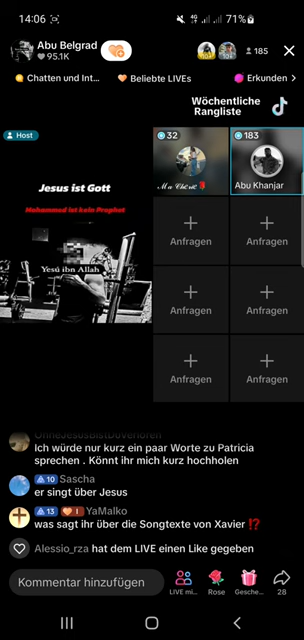 14:06
71%
Abu Belgrad
95.1K
185
Chatten und Int...
Beliebte LIVEs
Erkunden >
Wöchentliche
Rangliste
Host
32
183
Jesus ist Gott
Mohammed ist kein Prophet
Yesú ibn Allah
Abu Khanjar
Anfragen
Anfragen
Anfragen
Anfragen
Anfragen
Anfragen
OhneJesusbistDuverloren
Ich würde nur kurz ein paar Worte zu Patricia
sprechen . Könnt ihr mich kurz hochholen
10 Sascha
er singt über Jesus
13 I YaMalko
was sagt ihr über die Songtexte von Xavier ⁉️
Alessio_rza hat dem LIVE einen Like gegeben
Kommentar hinzufügen
LIVE mi...
Rose
Gesche...
28